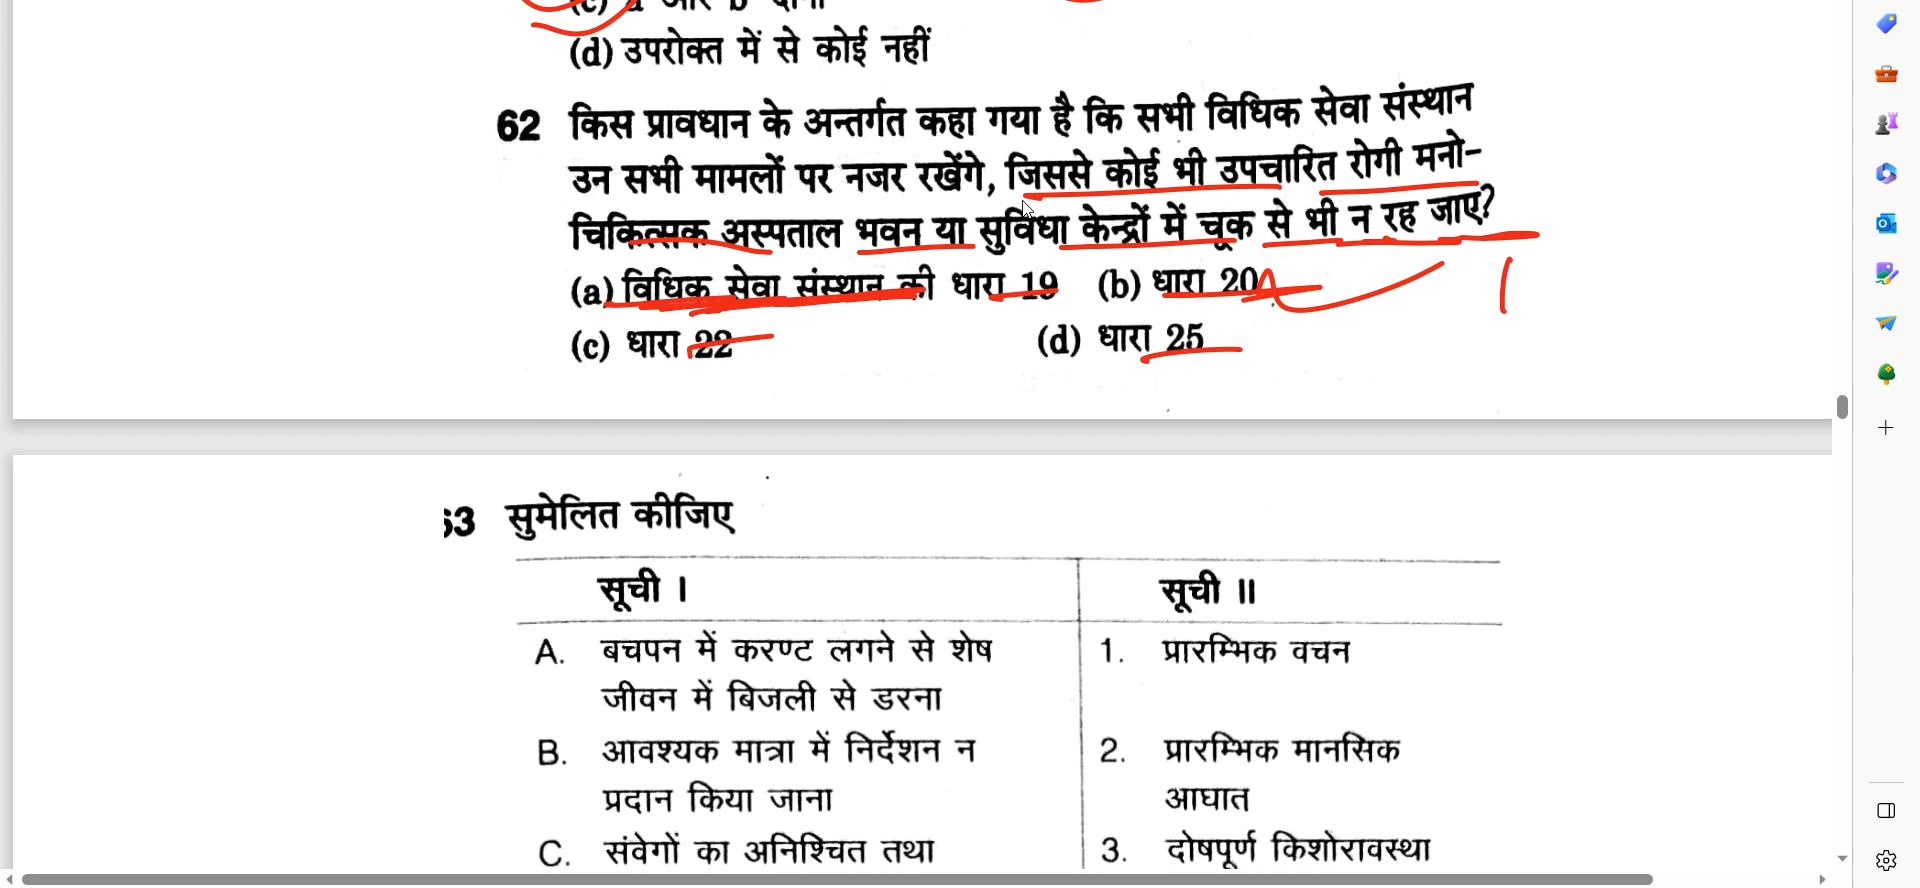 (c) a और b दोनों
(d) उपरोक्त में से कोई नहीं
62 किस प्रावधान के अन्तर्गत कहा गया है कि सभी विधिक सेवा संस्थान
उन सभी मामलों पर नजर रखेंगे, जिससे कोई भी उपचारित रोगी मनो-
चिकित्सक अस्पताल भवन या सुविधा केन्द्रों में चूक से भी न रह जाए?
(a) विधिक सेवा संस्थान की धारा 19 (b) धारा 20
(c) धारा 22 (d) धारा 25
63 सुमेलित कीजिए
सूची I सूची II
A. बचपन में करण्ट लगने से शेष 1. प्रारम्भिक वचन
जीवन में बिजली से डरना
B. आवश्यक मात्रा में निर्देशन न 2. प्रारम्भिक मानसिक
प्रदान किया जाना आघात
C. संवेगों का अनिश्चित तथा 3. दोषपूर्ण किशोरावस्था